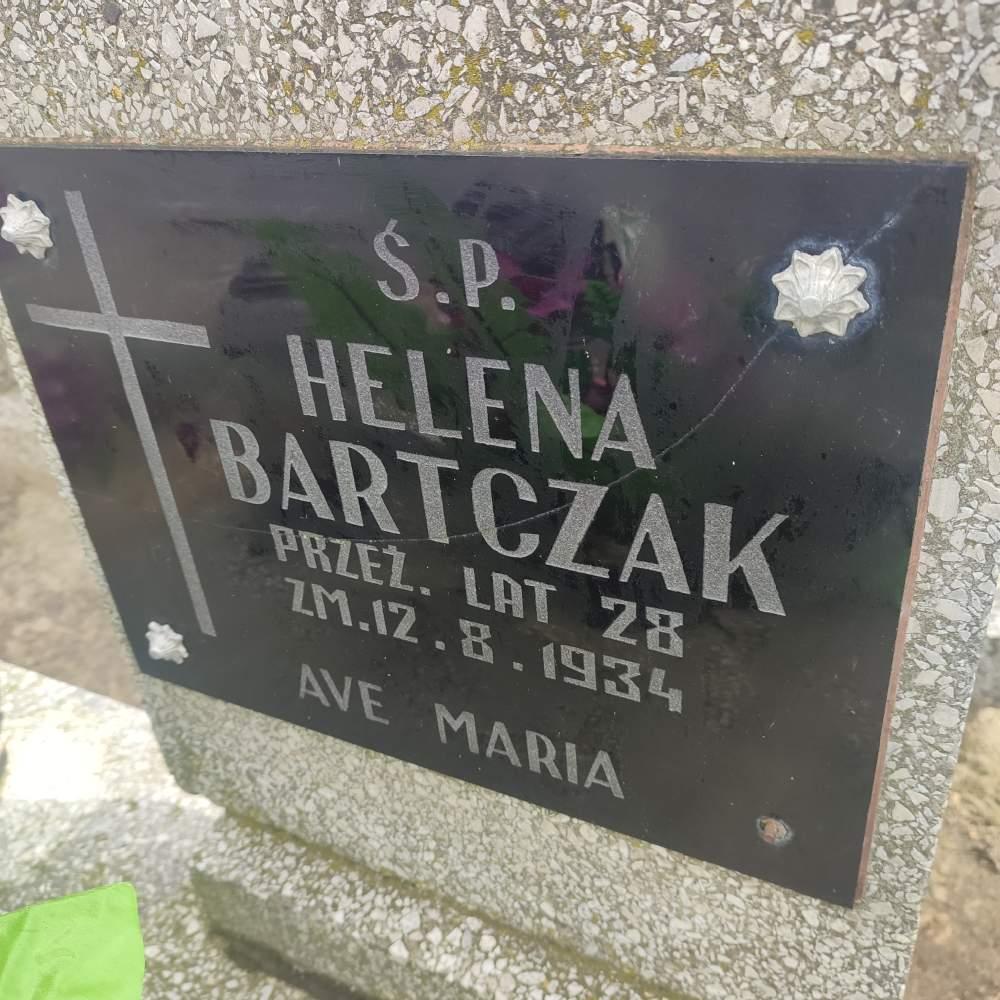 Ś.P.
HELENA
BARTCZAK
PRZEŻ. LAT 28
ZM.12.8.1934
AVE MARIA